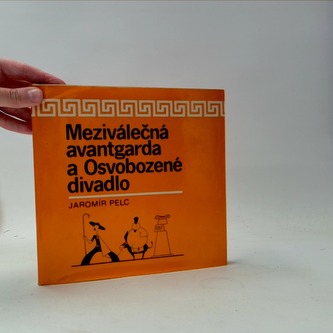 Meziválečná
avantgarda
a Osvobozené
divadlo
JAROMÍR PELC